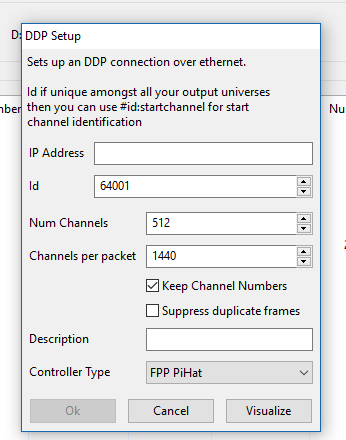 D:
DDP Setup
Sets up an DDP connection over ethernet.
Id if unique amongst all your output universes
then you can use #id:startchannel for start
channel identification
mber
Nu
IP Address
Id 64001
Num Channels 512
Channels per packet 1440
Keep Channel Numbers
Suppress duplicate frames
Description
Controller Type FPP PiHat
Ok Cancel Visualize